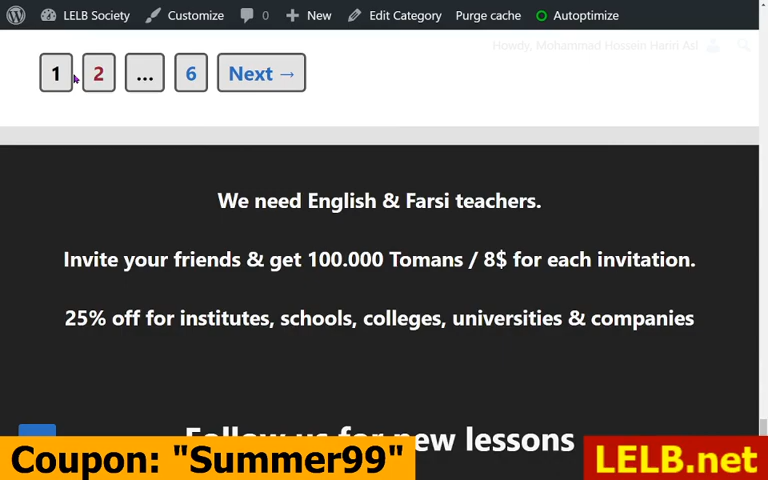 LELB Society Customize 0 New Edit Category Purge cache Autoptimize
Howdy, Mohammad Hossein Hariri Asl
1 2 ... 6 Next →
We need English & Farsi teachers.
Invite your friends & get 100.000 Tomans / 8$ for each invitation.
25% off for institutes, schools, colleges, universities & companies
Follow us for new lessons
Coupon: "Summer99" LELB.net